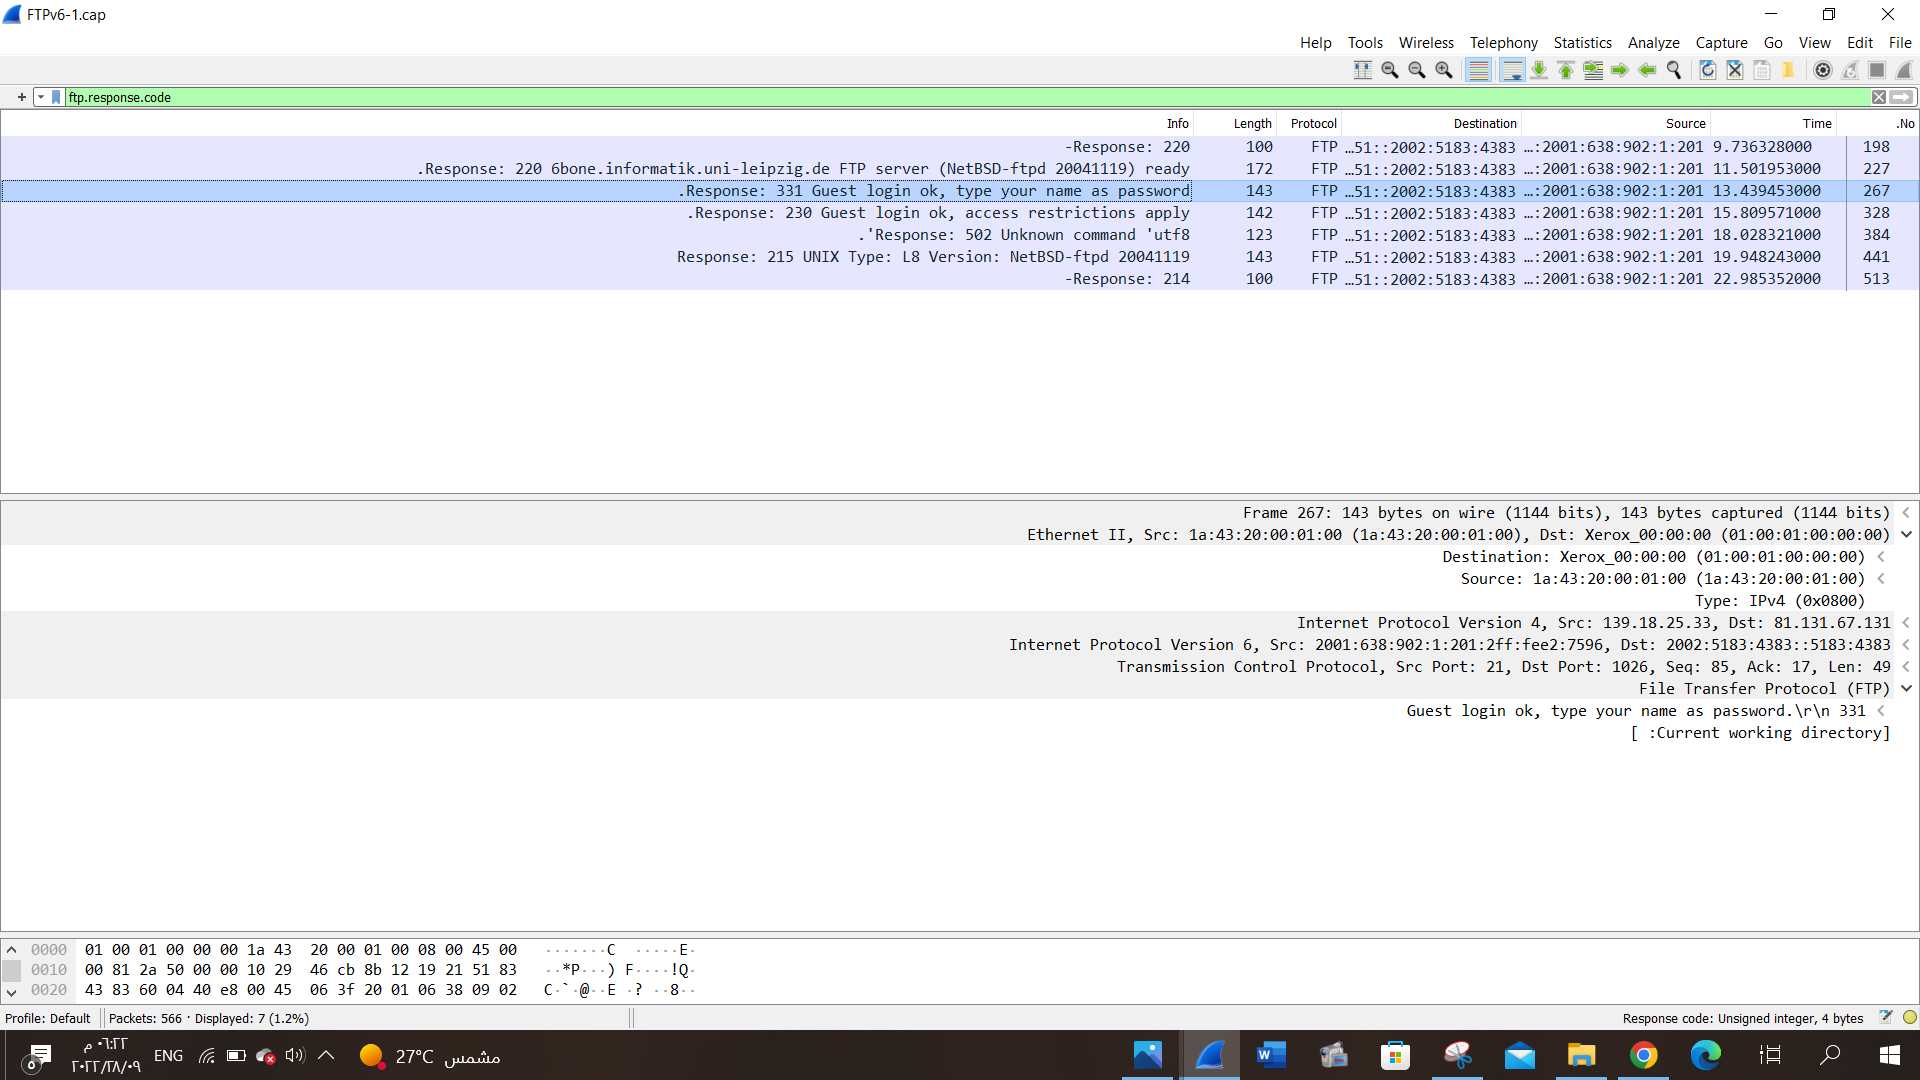 FTPv6-1.cap
Help Tools Wireless Telephony Statistics Analyze Capture Go View Edit File
+ ftp.response.code
Info Length Protocol Destination Source Time .No
-Response: 220 100 FTP …51::2002:5183:4383 …:2001:638:902:1:201 9.736328000 198
.Response: 220 6bone.informatik.uni-leipzig.de FTP server (NetBSD-ftpd 20041119) ready 172 FTP …51::2002:5183:4383 …:2001:638:902:1:201 11.501953000 227
.Response: 331 Guest login ok, type your name as password 143 FTP …51::2002:5183:4383 …:2001:638:902:1:201 13.439453000 267
.Response: 230 Guest login ok, access restrictions apply 142 FTP …51::2002:5183:4383 …:2001:638:902:1:201 15.809571000 328
.'Response: 502 Unknown command 'utf8 123 FTP …51::2002:5183:4383 …:2001:638:902:1:201 18.028321000 384
Response: 215 UNIX Type: L8 Version: NetBSD-ftpd 20041119 143 FTP …51::2002:5183:4383 …:2001:638:902:1:201 19.948243000 441
-Response: 214 100 FTP …51::2002:5183:4383 …:2001:638:902:1:201 22.985352000 513
Frame 267: 143 bytes on wire (1144 bits), 143 bytes captured (1144 bits)
Ethernet II, Src: 1a:43:20:00:01:00 (1a:43:20:00:01:00), Dst: Xerox_00:00:00 (01:00:01:00:00:00)
Destination: Xerox_00:00:00 (01:00:01:00:00:00)
Source: 1a:43:20:00:01:00 (1a:43:20:00:01:00)
Type: IPv4 (0x0800)
Internet Protocol Version 4, Src: 139.18.25.33, Dst: 81.131.67.131
Internet Protocol Version 6, Src: 2001:638:902:1:201:2ff:fee2:7596, Dst: 2002:5183:4383::5183:4383
Transmission Control Protocol, Src Port: 21, Dst Port: 1026, Seq: 85, Ack: 17, Len: 49
File Transfer Protocol (FTP)
Guest login ok, type your name as password.\r\n 331
[ :Current working directory]
0000 01 00 01 00 00 00 1a 43 20 00 01 00 08 00 45 00 ·······C ·····E·
0010 00 81 2a 50 00 00 10 29 46 cb 8b 12 19 21 51 83 ··*P···) F····!Q·
0020 43 83 60 04 40 e8 00 45 06 3f 20 01 06 38 09 02 C·`·@··E ·? ··8··
Profile: Default Packets: 566 · Displayed: 7 (1.2%) Response code: Unsigned integer, 4 bytes
٠٦:٢٢ م
٢٠٢٢/٢٨/٠٩
ENG
27°C مشمس